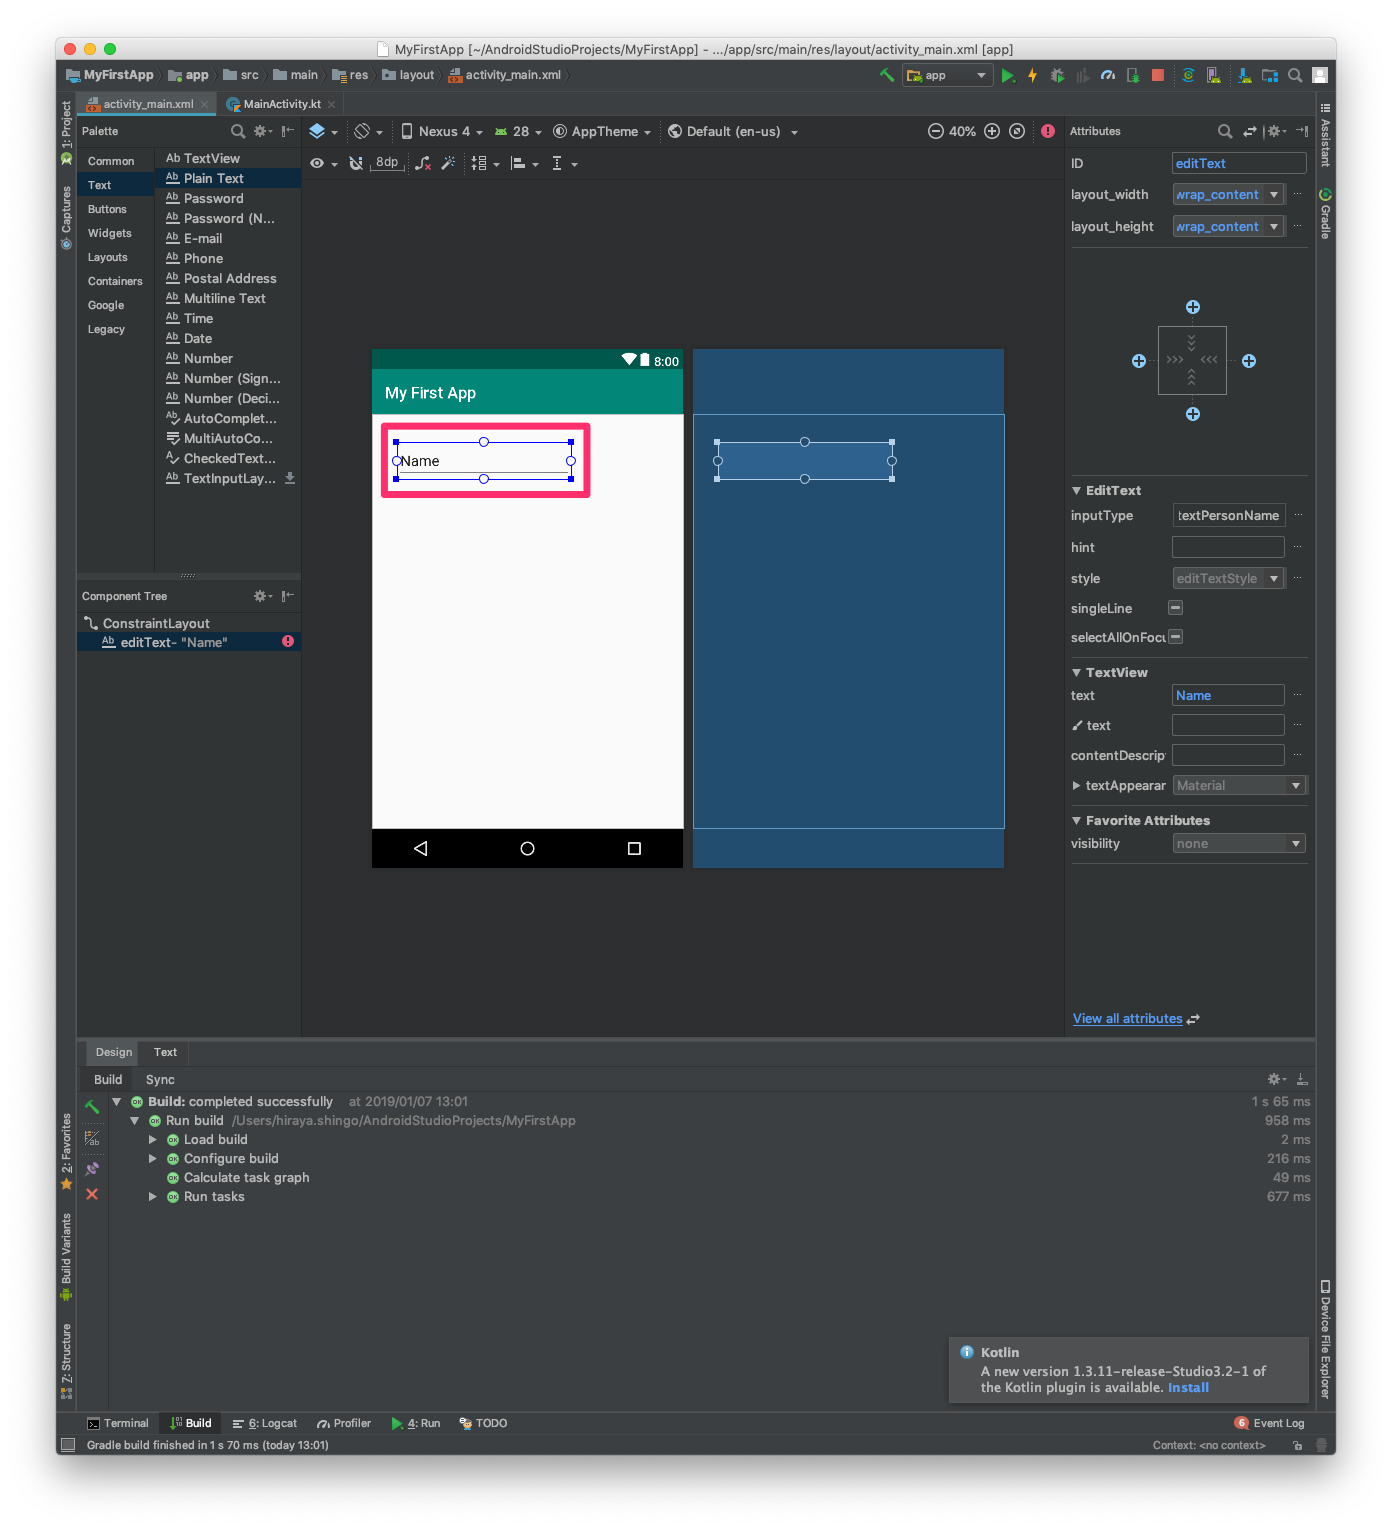 MyFirstApp [~/AndroidStudioProjects/MyFirstApp] - .../app/src/main/res/layout/activity_main.xml [app]
MyFirstApp app src main res layout activity_main.xml
app
activity_main.xml MainActivity.kt
1: Project
Captures
Palette
Common
Text
Buttons
Widgets
Layouts
Containers
Google
Legacy
Ab TextView
Ab Plain Text
Ab Password
Ab Password (N...
Ab E-mail
Ab Phone
Ab Postal Address
Ab Multiline Text
Ab Time
Ab Date
Ab Number
Ab Number (Sign...
Ab Number (Deci...
AutoComplet...
MultiAutoCo...
CheckedText...
Ab TextInputLay...
Nexus 4 28 AppTheme Default (en-us) 40%
8dp
8:00
My First App
Name
Component Tree
ConstraintLayout
Ab editText- "Name"
Attributes
ID editText
layout_width wrap_content
layout_height wrap_content
EditText
inputType textPersonName
hint
style editTextStyle
singleLine
selectAllOnFocu
TextView
text Name
text
contentDescrip
textAppearar Material
Favorite Attributes
visibility none
View all attributes
Assistant
Gradle
Device File Explorer
Design Text
Build Sync
Build: completed successfully at 2019/01/07 13:01 1 s 65 ms
Run build /Users/hiraya.shingo/AndroidStudioProjects/MyFirstApp 958 ms
Load build 2 ms
Configure build 216 ms
Calculate task graph 49 ms
Run tasks 677 ms
2: Favorites
Build Variants
Z: Structure
Kotlin
A new version 1.3.11-release-Studio3.2-1 of
the Kotlin plugin is available. Install
Terminal Build 6: Logcat Profiler 4: Run TODO 6 Event Log
Gradle build finished in 1 s 70 ms (today 13:01) Context: <no context>